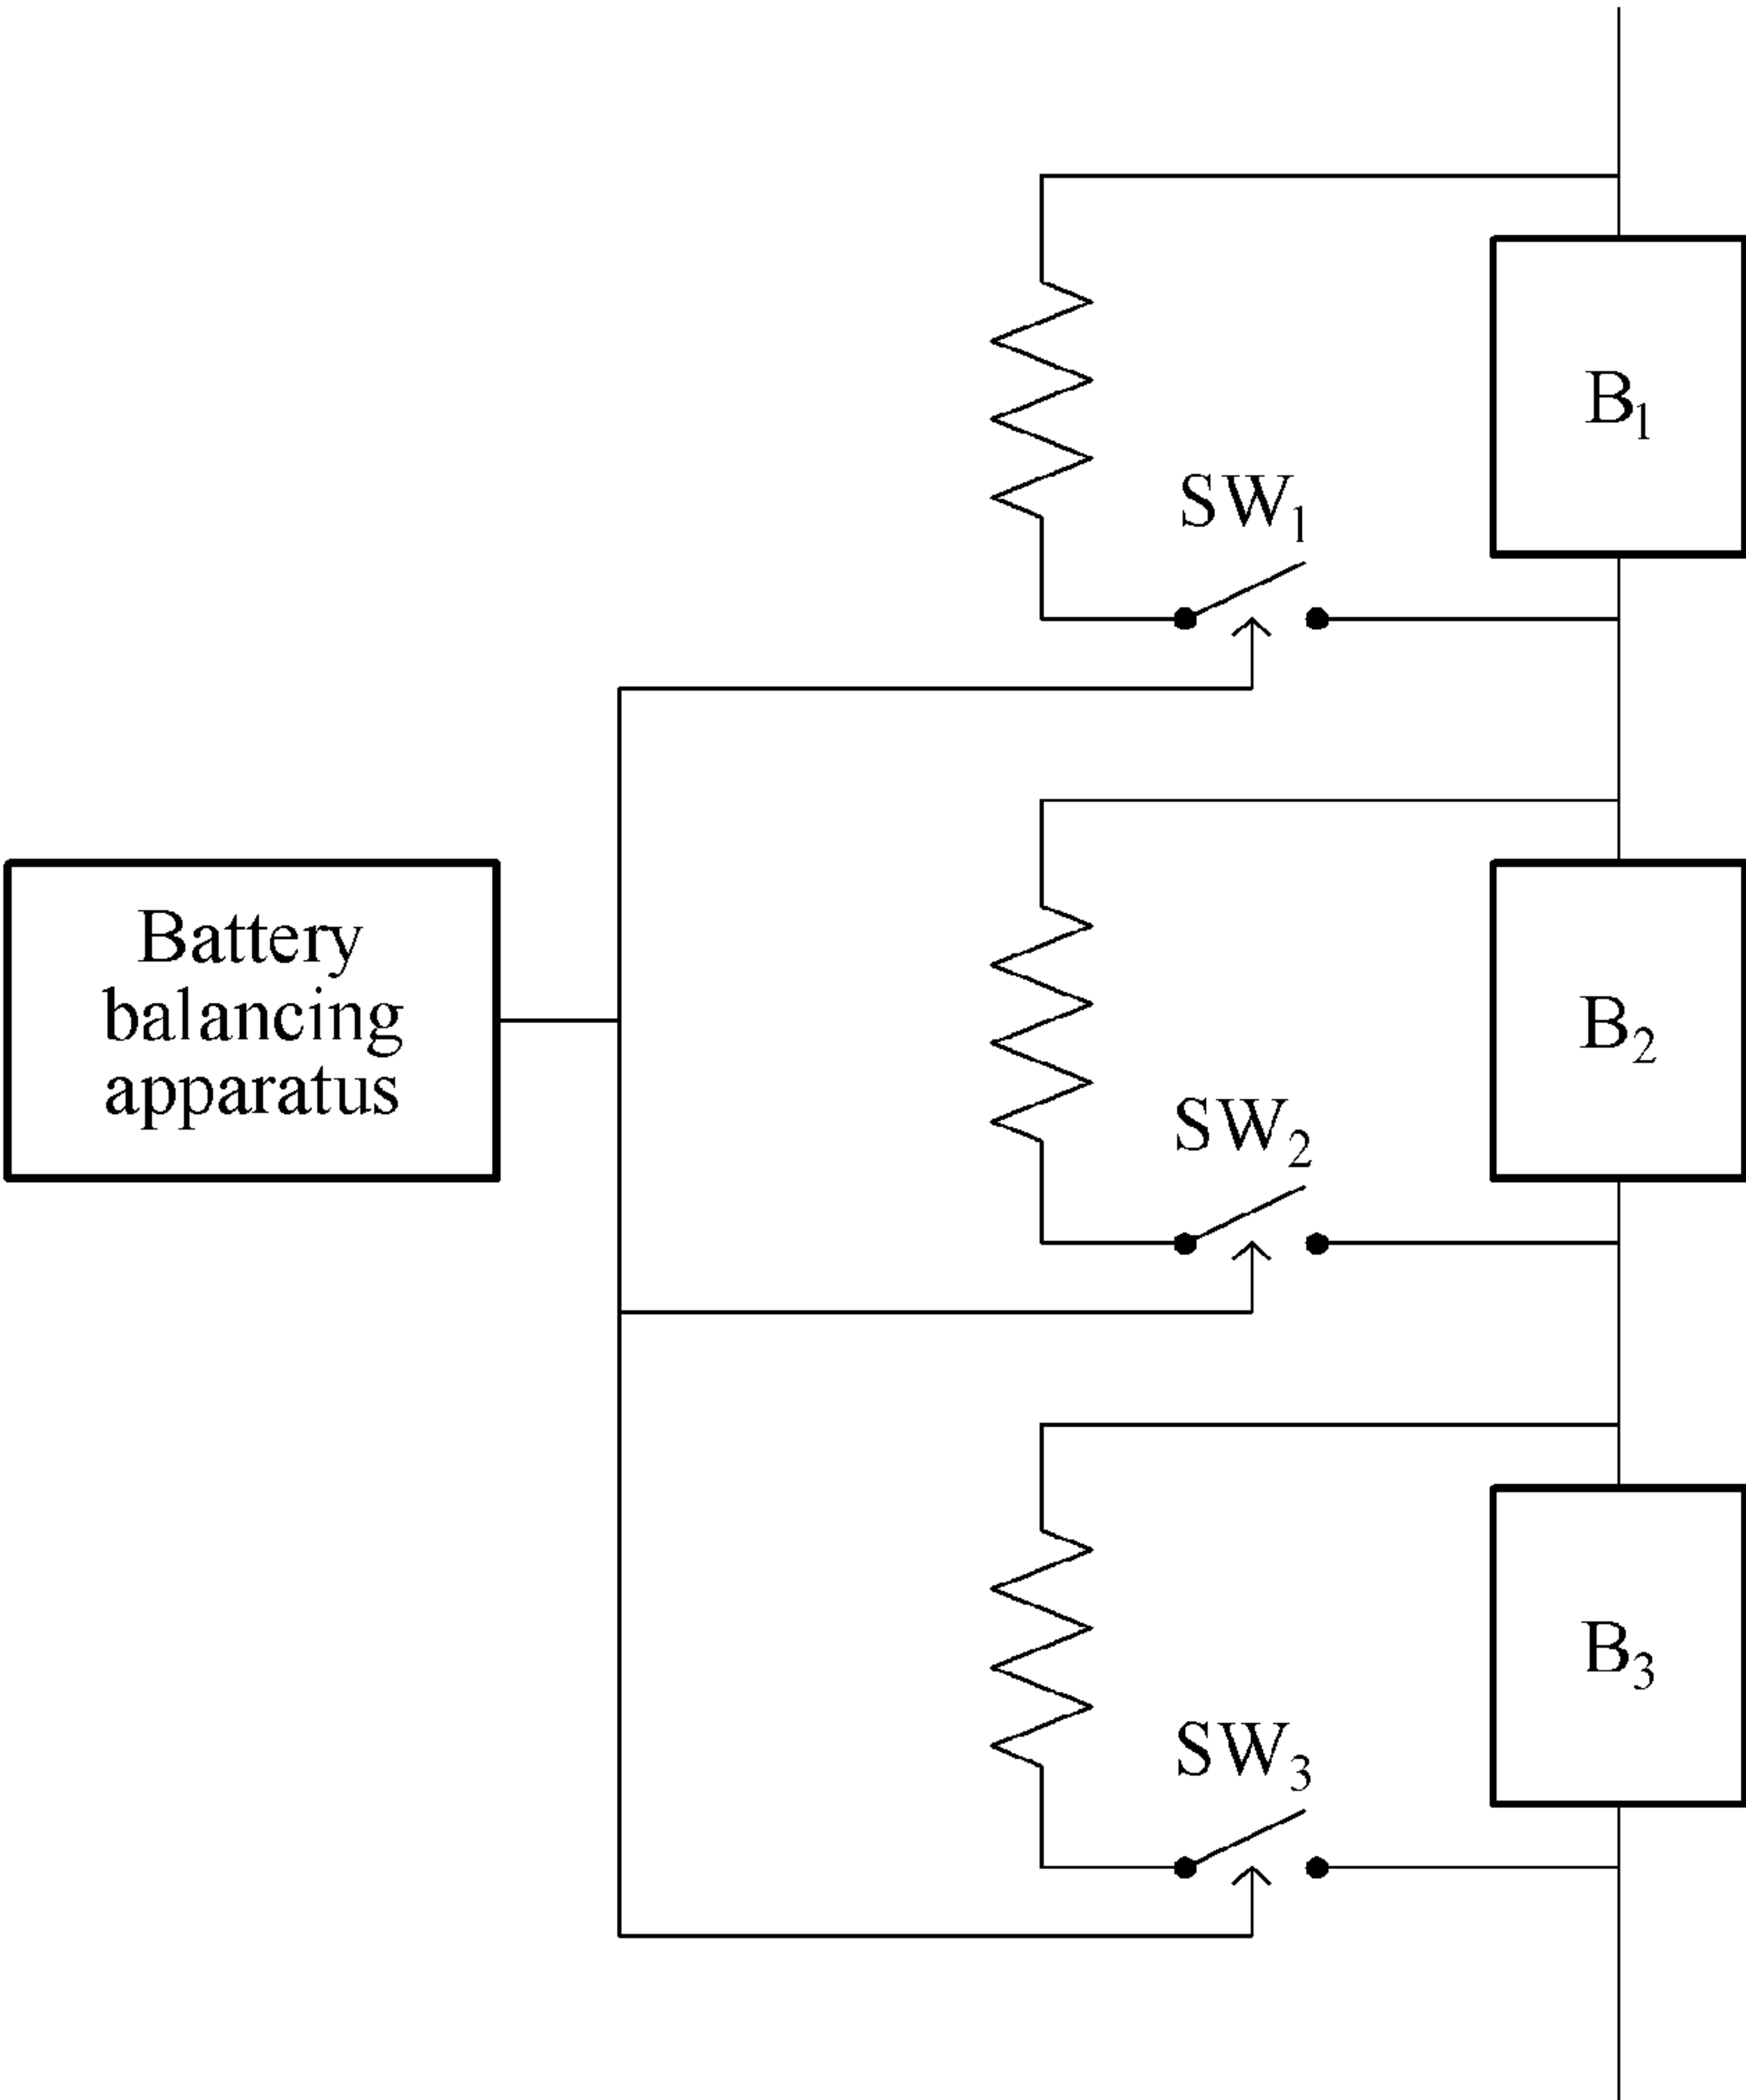 B₁
SW₁
Battery
balancing
apparatus
B₂
SW₂
B₃
SW₃